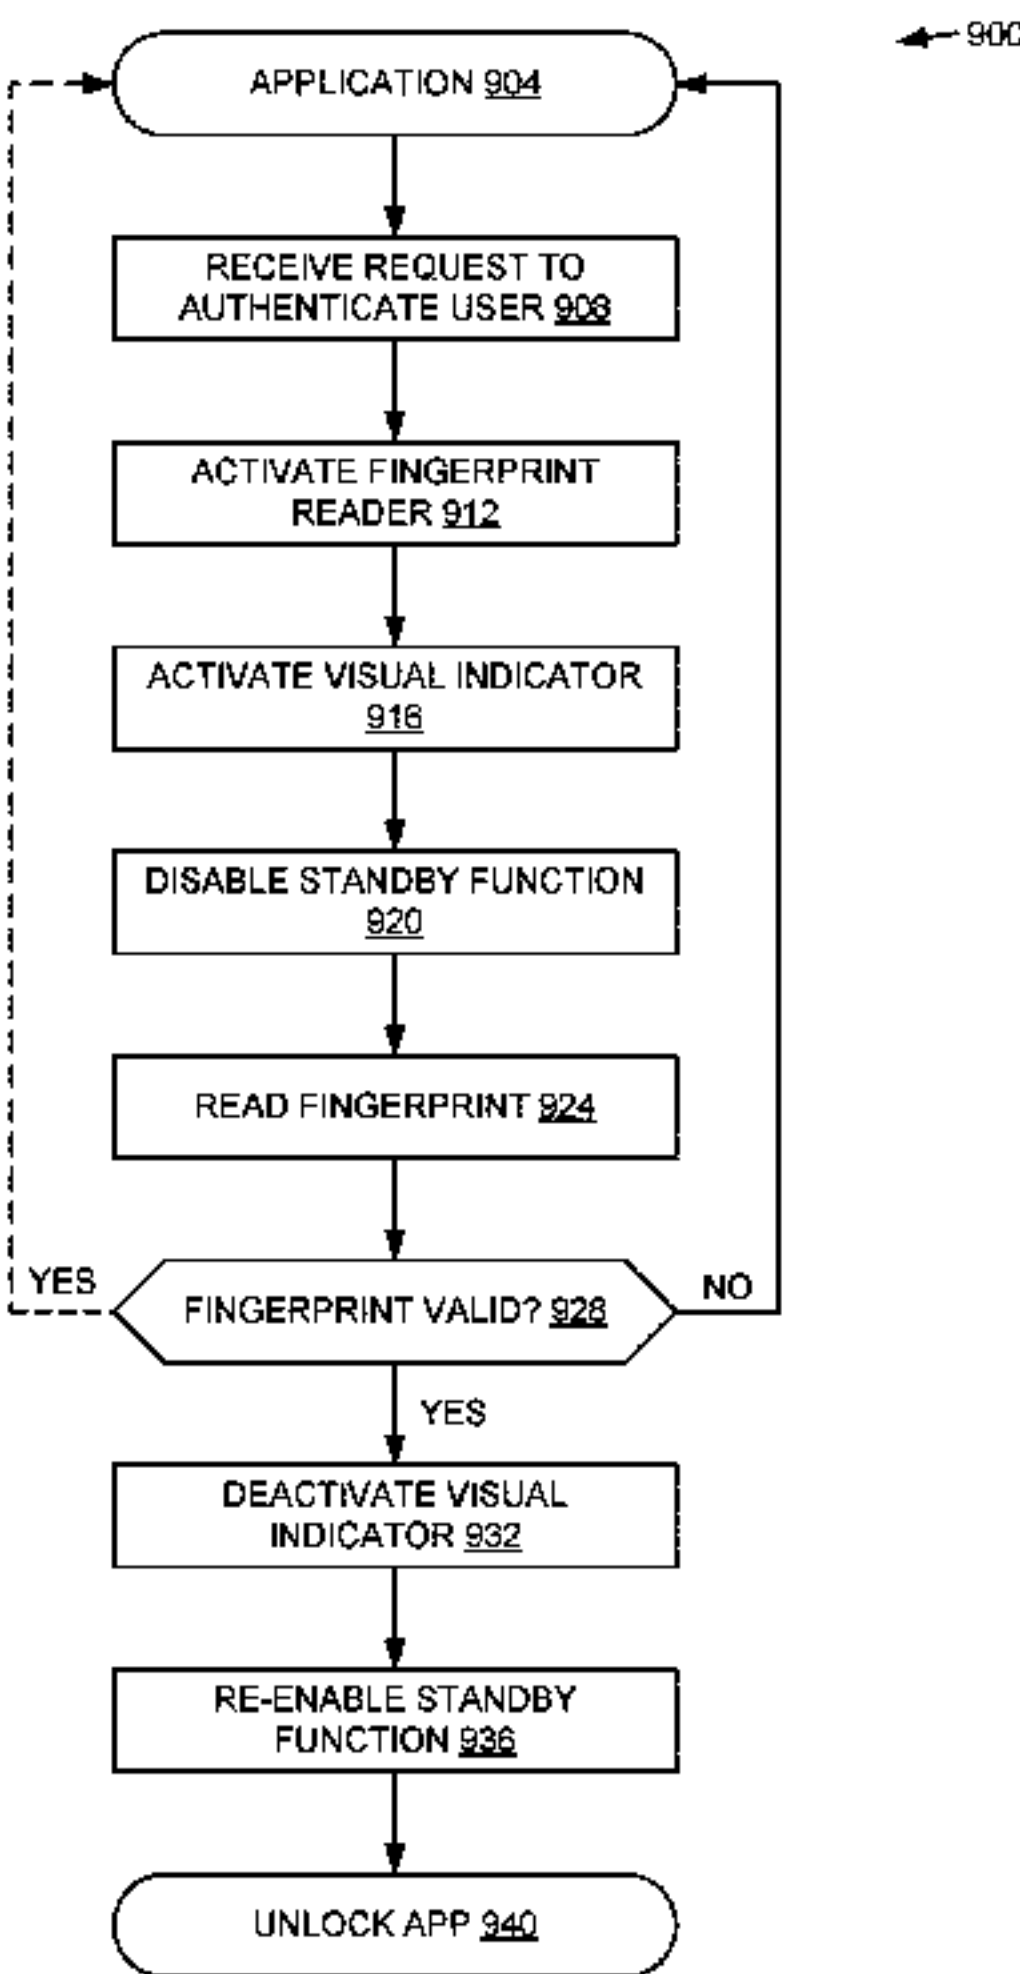 900
APPLICATION 904
RECEIVE REQUEST TO
AUTHENTICATE USER 908
ACTIVATE FINGERPRINT
READER 912
ACTIVATE VISUAL INDICATOR
916
DISABLE STANDBY FUNCTION
920
READ FINGERPRINT 924
YES
FINGERPRINT VALID? 928
NO
YES
DEACTIVATE VISUAL
INDICATOR 932
RE-ENABLE STANDBY
FUNCTION 936
UNLOCK APP 940